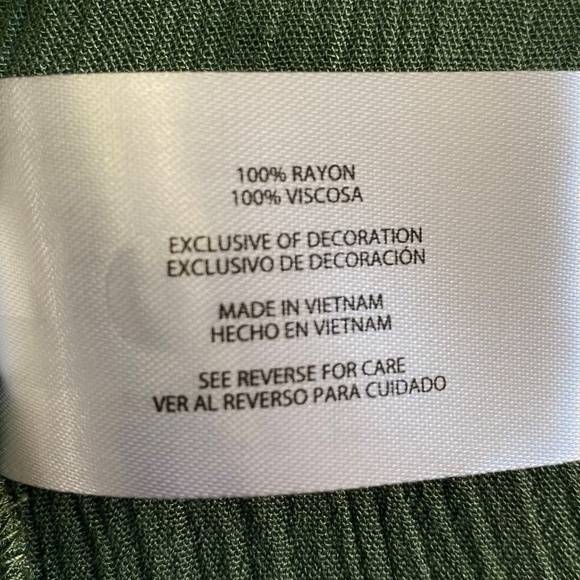 100% RAYON
100% VISCOSA
EXCLUSIVE OF DECORATION
EXCLUSIVO DE DECORACIÓN
MADE IN VIETNAM
HECHO EN VIETNAM
SEE REVERSE FOR CARE
VER AL REVERSO PARA CUIDADO